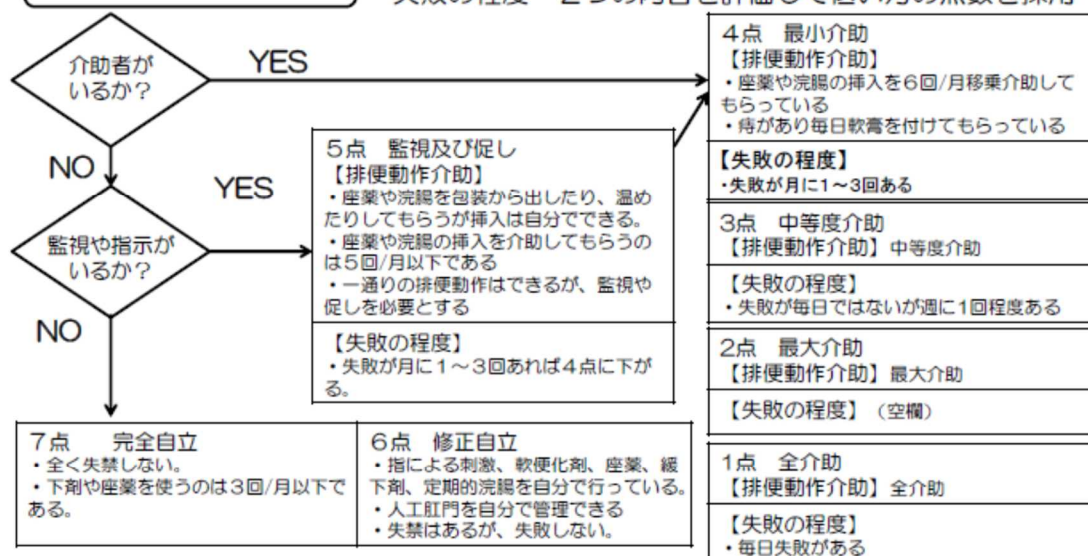 失敗の程度 2つの内容を評価して低い方の点数を採用
介助者が
いるか？
YES
NO
監視や指示が
いるか？
YES
NO
5点 監視及び促し
【排便動作介助】
・座薬や浣腸を包装から出したり、温め
たりしてもらうが挿入は自分でできる。
・座薬や浣腸の挿入を介助してもらうの
は5回/月以下である
・一通りの排便動作はできるが、監視や
促しを必要とする
【失敗の程度】
・失敗が月に1～3回あれば4点に下が
る。
7点 完全自立
・全く失禁しない。
・下剤や座薬を使うのは3回/月以下で
ある。
6点 修正自立
・指による刺激、軟便化剤、座薬、緩
下剤、定期的浣腸を自分で行っている。
・人工肛門を自分で管理できる
・失禁はあるが、失敗しない。
4点 最小介助
【排便動作介助】
・座薬や浣腸の挿入を6回/月移乗介助して
もらっている
・痔があり毎日軟膏を付けてもらっている
【失敗の程度】
・失敗が月に1～3回ある
3点 中等度介助
【排便動作介助】中等度介助
【失敗の程度】
・失敗が毎日ではないが週に1回程度ある
2点 最大介助
【排便動作介助】最大介助
【失敗の程度】（空欄）
1点 全介助
【排便動作介助】全介助
【失敗の程度】
・毎日失敗がある